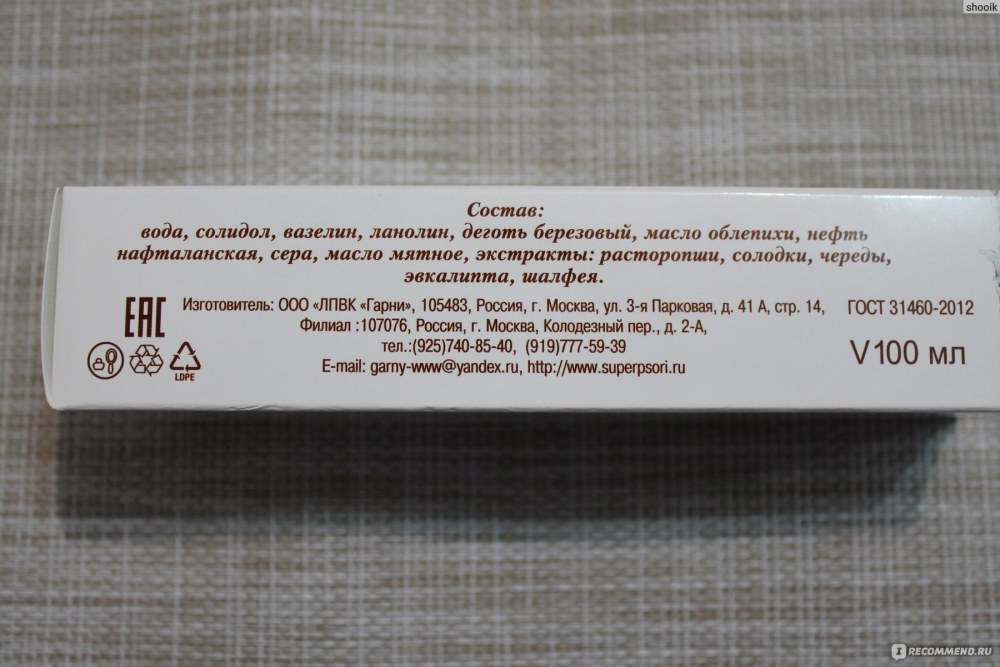 shooik
Состав:
вода, солидол, вазелин, ланолин, деготь березовый, масло облепихи, нефть
нафталанская, сера, масло мятное, экстракты: расторопши, солодки, череды,
эвкалипта, шалфея.
EAC
Изготовитель: ООО «ЛПВК «Гарни», 105483, Россия, г. Москва, ул. 3-я Парковая, д. 41 А, стр. 14,
ГОСТ 31460-2012
Филиал :107076, Россия, г. Москва, Колодезный пер., д. 2-А,
тел.:(925)740-85-40, (919)777-59-39
V 100 мл
E-mail: garny-www@yandex.ru, http://www.superpsori.ru
LDPE
I RECOMMEND.RU